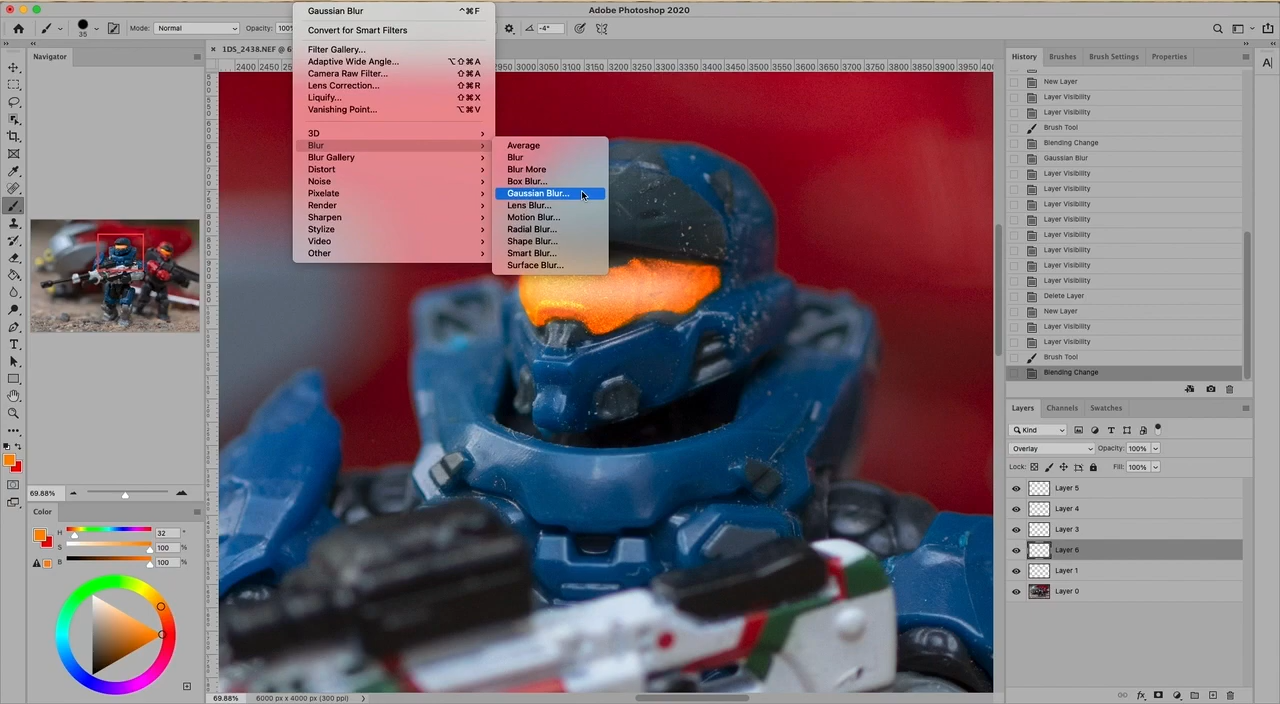 Adobe Photoshop 2020
35
Mode: Normal
Opacity: 100%
-4°
1DS_2438.NEF @ 6
Navigator
69.88%
Color
H 32 °
S 100 %
B 100 %
Gaussian Blur ⌃⌘F
Convert for Smart Filters
Filter Gallery...
Adaptive Wide Angle... ⌥⇧⌘A
Camera Raw Filter... ⇧⌘A
Lens Correction... ⇧⌘R
Liquify... ⇧⌘X
Vanishing Point... ⌥⌘V
3D
Blur
Blur Gallery
Distort
Noise
Pixelate
Render
Sharpen
Stylize
Video
Other
Average
Blur
Blur More
Box Blur...
Gaussian Blur...
Lens Blur...
Motion Blur...
Radial Blur...
Shape Blur...
Smart Blur...
Surface Blur...
2400 2450 2950 3000 3050 3100 3150 3200 3250 3300 3350 3400 3450 3500 3550 3600 3650 3700 3750 3800 3850 3900 3950
69.88% 6000 px x 4000 px (300 ppi)
History Brushes Brush Settings Properties
New Layer
Layer Visibility
Layer Visibility
Brush Tool
Blending Change
Gaussian Blur
Layer Visibility
Layer Visibility
Layer Visibility
Layer Visibility
Layer Visibility
Layer Visibility
Layer Visibility
Layer Visibility
Delete Layer
New Layer
Layer Visibility
Layer Visibility
Brush Tool
Blending Change
Layers Channels Swatches
Kind
Overlay Opacity: 100%
Lock: Fill: 100%
Layer 5
Layer 4
Layer 3
Layer 6
Layer 1
Layer 0